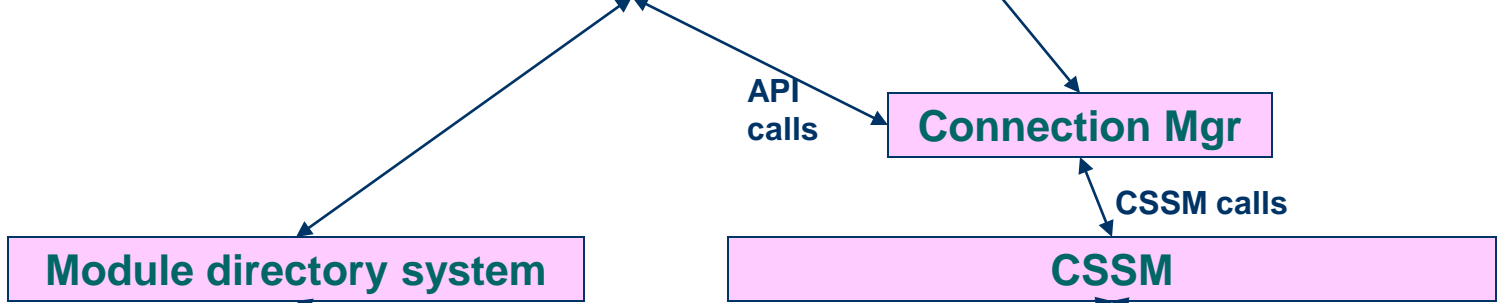 API
calls
Connection Mgr
CSSM calls
Module directory system
CSSM